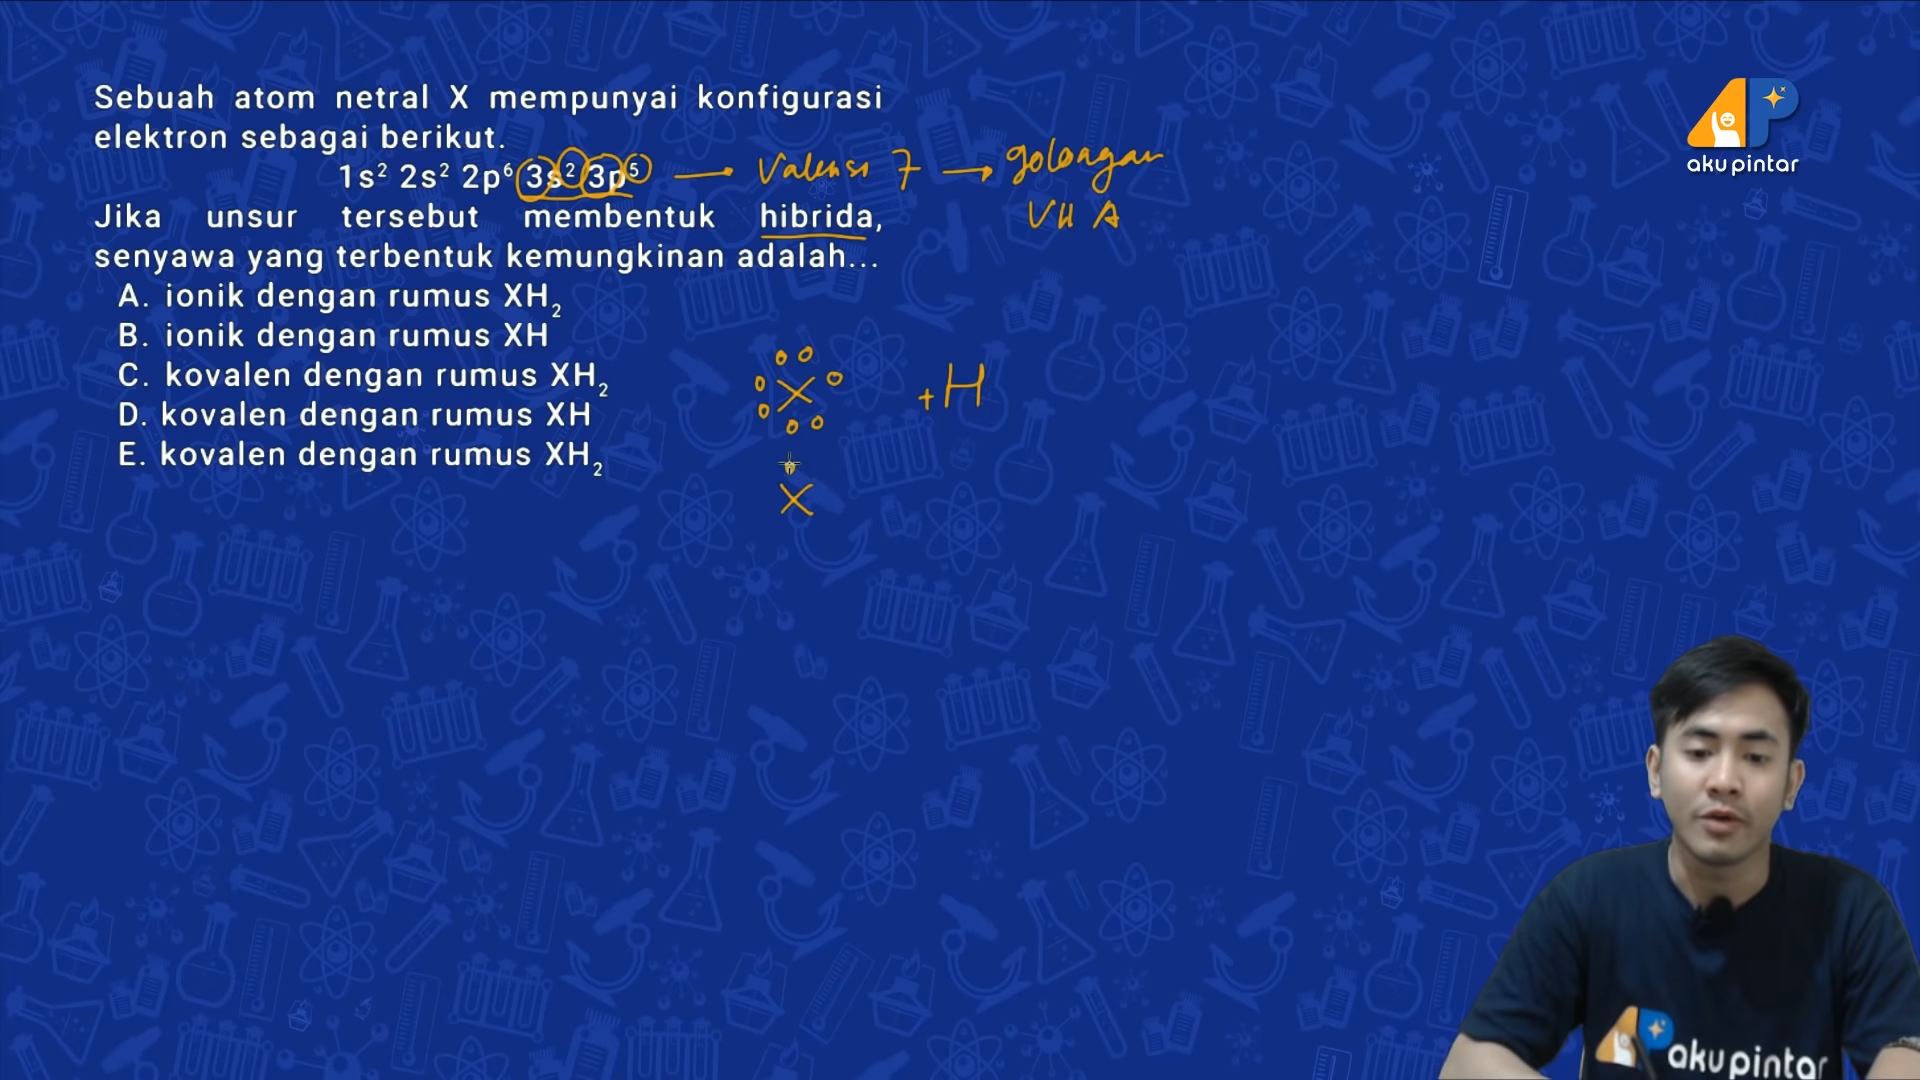 Sebuah atom netral X mempunyai konfigurasi
elektron sebagai berikut.
1s² 2s² 2p⁶ 3s² 3p⁵ → Valensi 7 → golongan
VII A
Jika unsur tersebut membentuk hibrida,
senyawa yang terbentuk kemungkinan adalah...
A. ionik dengan rumus XH₂
B. ionik dengan rumus XH
C. kovalen dengan rumus XH₂
D. kovalen dengan rumus XH
E. kovalen dengan rumus XH₂
X + H
X
aku pintar
aku pintar